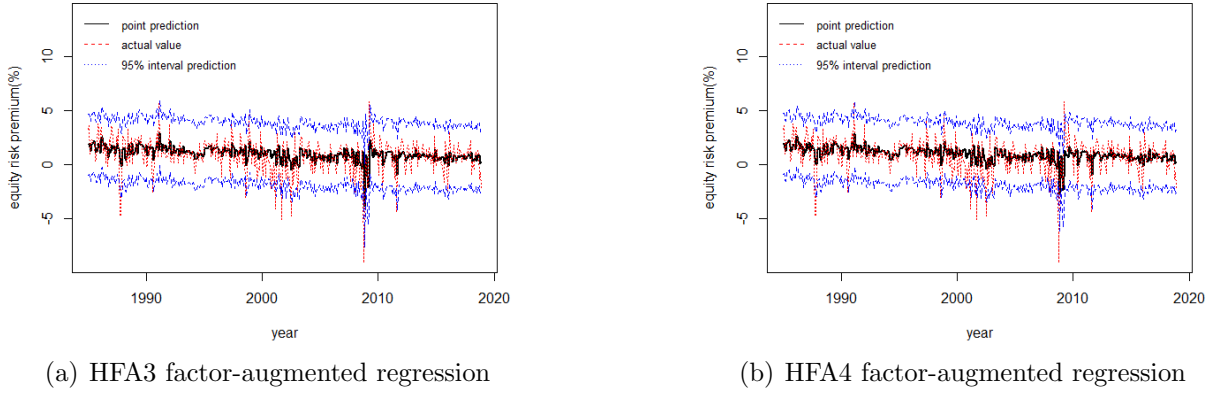 point prediction
actual value
95% interval prediction
equity risk premium(%)
10
5
0
-5
1990
2000
2010
2020
year
(a) HFA3 factor-augmented regression
point prediction
actual value
95% interval prediction
equity risk premium(%)
10
5
0
-5
1990
2000
2010
2020
year
(b) HFA4 factor-augmented regression